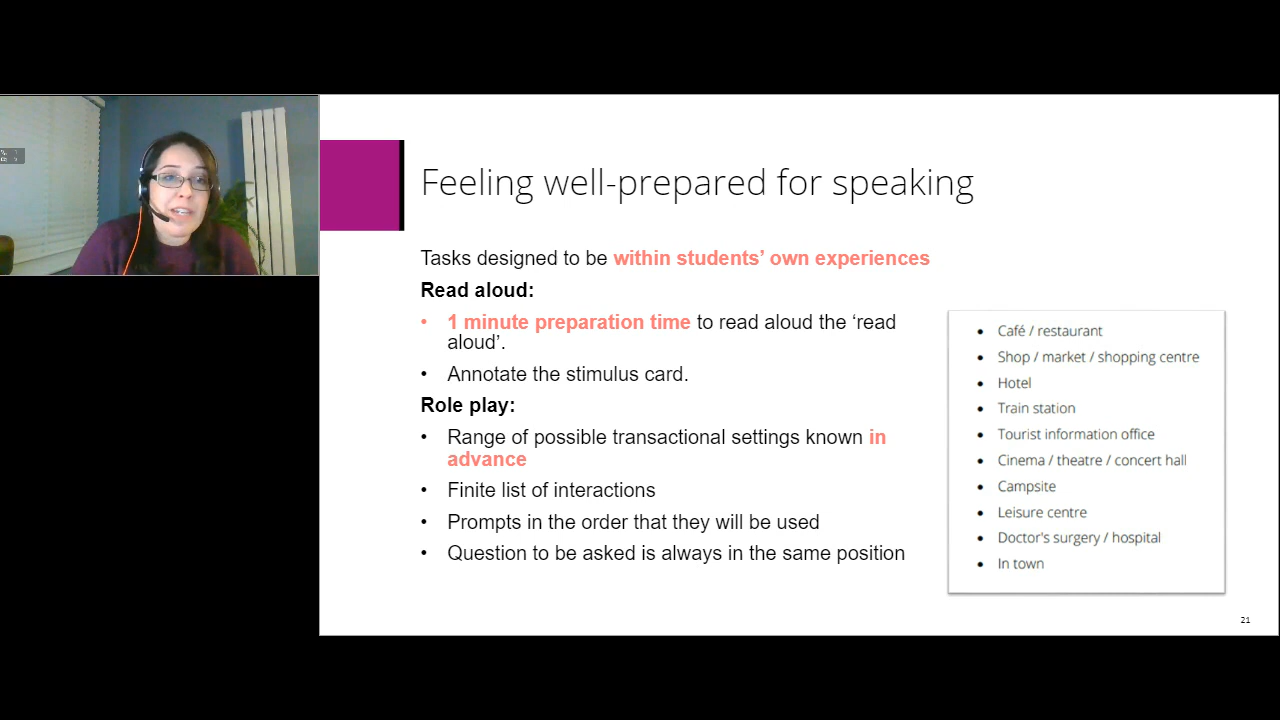 Feeling well-prepared for speaking
Tasks designed to be within students’ own experiences
Read aloud:
• 1 minute preparation time to read aloud the ‘read
aloud’.
• Annotate the stimulus card.
Role play:
• Range of possible transactional settings known in
advance
• Finite list of interactions
• Prompts in the order that they will be used
• Question to be asked is always in the same position
• Café / restaurant
• Shop / market / shopping centre
• Hotel
• Train station
• Tourist information office
• Cinema / theatre / concert hall
• Campsite
• Leisure centre
• Doctor's surgery / hospital
• In town
21